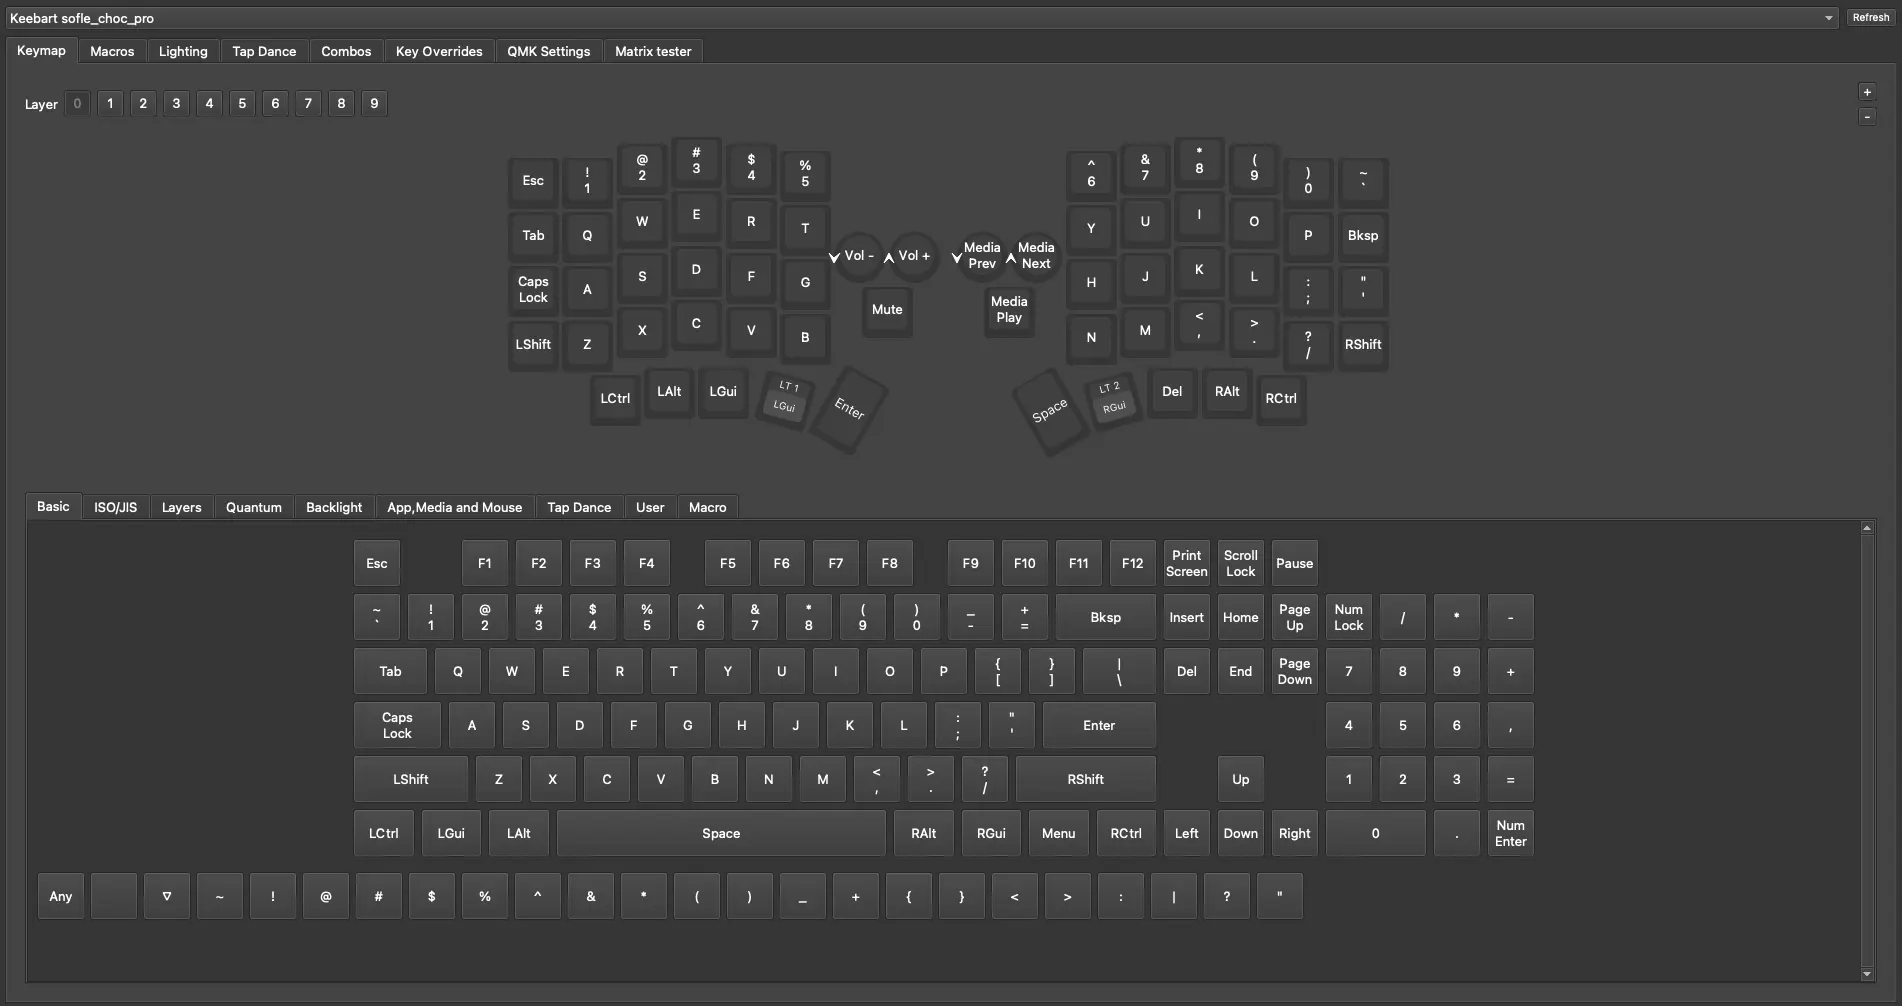 Keebart sofle_choc_pro
Refresh
Keymap Macros Lighting Tap Dance Combos Key Overrides QMK Settings Matrix tester
Layer 0 1 2 3 4 5 6 7 8 9
+
-
Esc ! @ # $ % ^ & * ( ) ~
1 2 3 4 5 6 7 8 9 0 `
Tab Q W E R T Y U I O P Bksp
Vol - Vol + Media Prev Media Next
Caps Lock A S D F G H J K L : ; " '
Mute Media Play
LShift Z X C V B N M < , > . ? / RShift
LCtrl LAlt LGui LT 1 LGui Enter Space LT 2 RGui Del RAlt RCtrl
Basic ISO/JIS Layers Quantum Backlight App,Media and Mouse Tap Dance User Macro
Esc F1 F2 F3 F4 F5 F6 F7 F8 F9 F10 F11 F12 Print Screen Scroll Lock Pause
~ ! @ # $ % ^ & * ( ) _ + Bksp Insert Home Page Up Num Lock / * -
` 1 2 3 4 5 6 7 8 9 0 - =
Tab Q W E R T Y U I O P { [ } ] | \ Del End Page Down 7 8 9 +
Caps Lock A S D F G H J K L : ; " ' Enter 4 5 6 ,
LShift Z X C V B N M < , > . ? / RShift Up 1 2 3 =
LCtrl LGui LAlt Space RAlt RGui Menu RCtrl Left Down Right 0 . Num Enter
Any ▽ ~ ! @ # $ % ^ & * ( ) _ + { } < > : | ? "